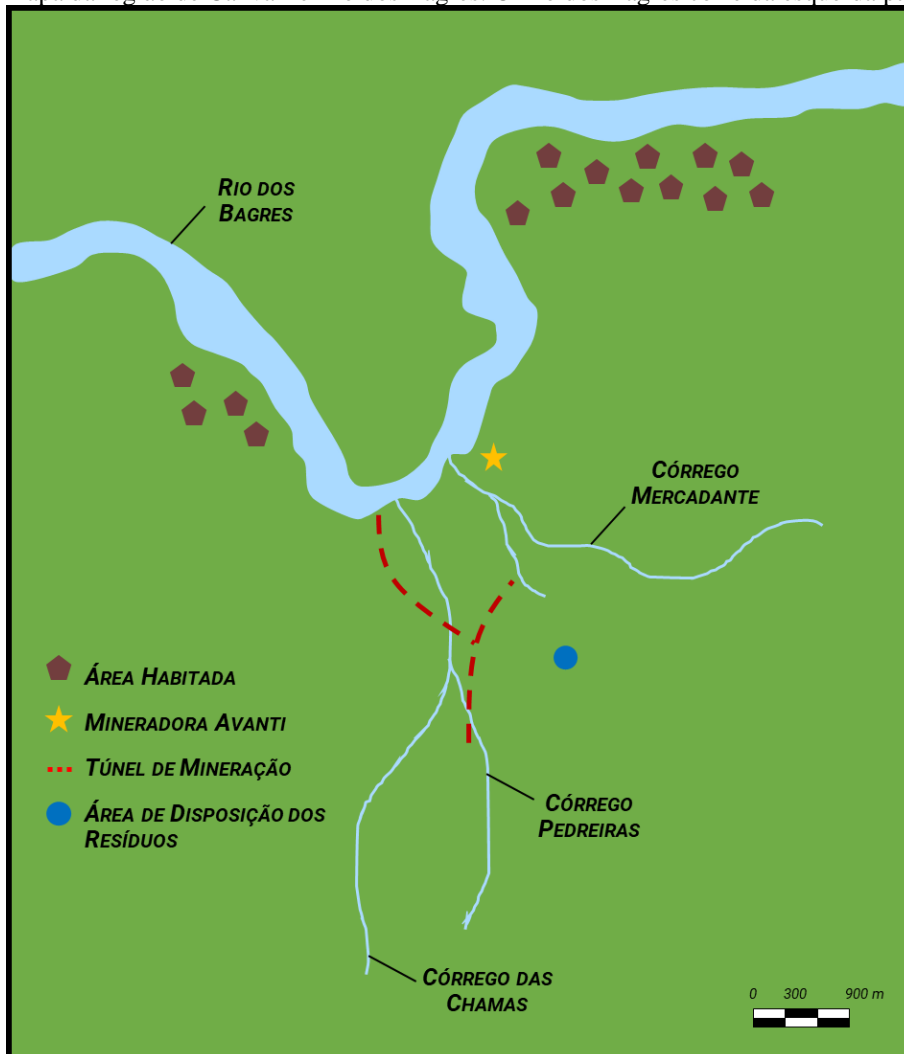 RIO DOS
BAGRES
CÓRREGO
MERCADANTE
ÁREA HABITADA
MINERADORA AVANTI
TÚNEL DE MINERAÇÃO
ÁREA DE DISPOSIÇÃO DOS
RESÍDUOS
CÓRREGO
PEDREIRAS
CÓRREGO DAS
CHAMAS
0 300 900 m